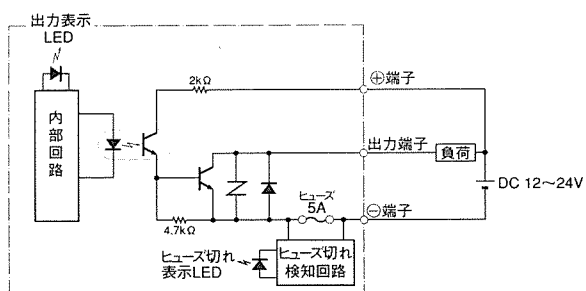 出力表示
LED
2kΩ
⊕端子
内部回路
出力端子
負荷
DC 12～24V
ヒューズ
5A
⊖端子
4.7kΩ
ヒューズ切れ
表示LED
ヒューズ切れ
検知回路